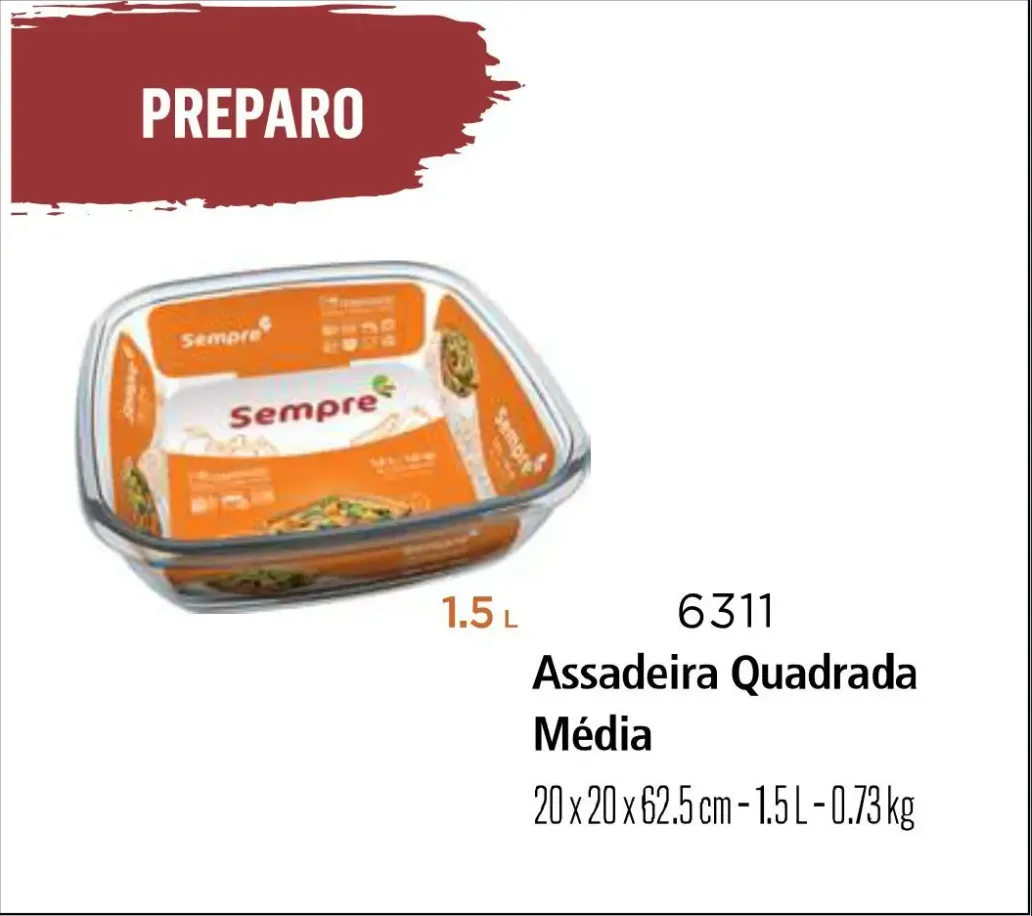 PREPARO
Sempre
Sempre
Sempre
1.5 L
6311
Assadeira Quadrada
Média
20 x 20 x 62.5 cm - 1.5 L - 0.73 kg